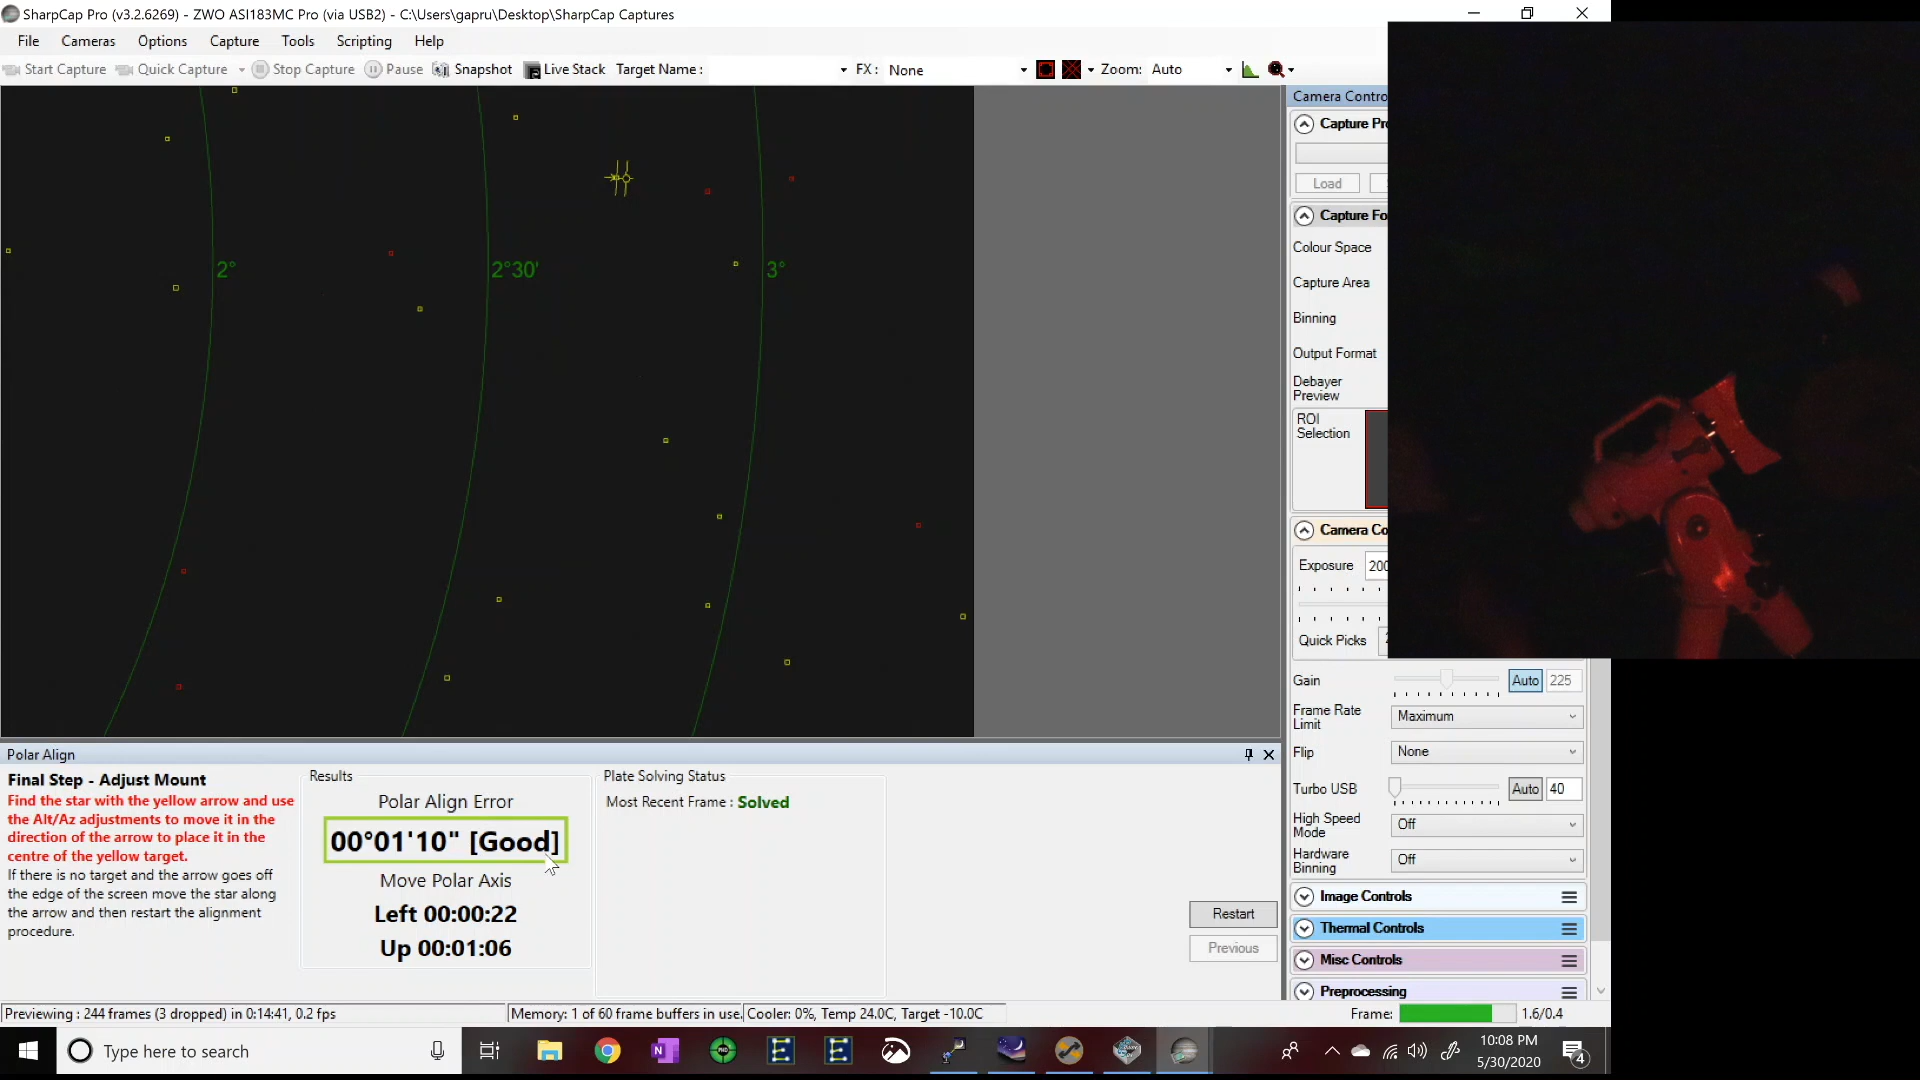 SharpCap Pro (v3.2.6269) - ZWO ASI183MC Pro (via USB2) - C:\Users\gapru\Desktop\SharpCap Captures
File Cameras Options Capture Tools Scripting Help
Start Capture Quick Capture Stop Capture Pause Snapshot Live Stack Target Name : FX : None Zoom: Auto
2° 2°30' 3°
Camera Contro
Capture Pr
Load
Capture Fo
Colour Space
Capture Area
Binning
Output Format
Debayer
Preview
ROI
Selection
Camera Co
Exposure 200
Quick Picks
Gain Auto 225
Frame Rate
Limit
Maximum
Flip None
Turbo USB Auto 40
High Speed
Mode
Off
Hardware
Binning
Off
Image Controls
Thermal Controls
Misc Controls
Preprocessing
Polar Align
Final Step - Adjust Mount
Find the star with the yellow arrow and use
the Alt/Az adjustments to move it in the
direction of the arrow to place it in the
centre of the yellow target.
If there is no target and the arrow goes off
the edge of the screen move the star along
the arrow and then restart the alignment
procedure.
Results
Polar Align Error
00°01'10" [Good]
Move Polar Axis
Left 00:00:22
Up 00:01:06
Plate Solving Status
Most Recent Frame : Solved
Restart
Previous
Previewing : 244 frames (3 dropped) in 0:14:41, 0.2 fps
Memory: 1 of 60 frame buffers in use.
Cooler: 0%, Temp 24.0C, Target -10.0C
Frame: 1.6/0.4
Type here to search
10:08 PM
5/30/2020
4